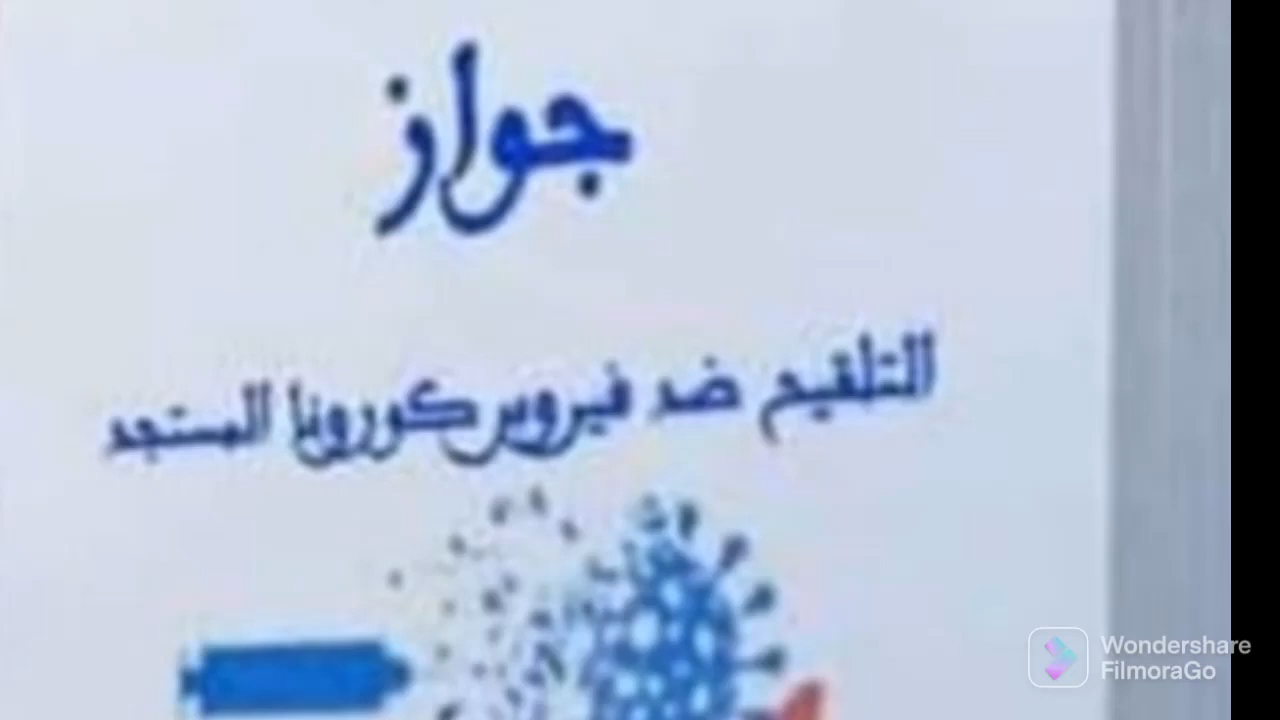 جواز
التلقيح ضد فيروس كورونا المستجد
Wondershare
FilmoraGo